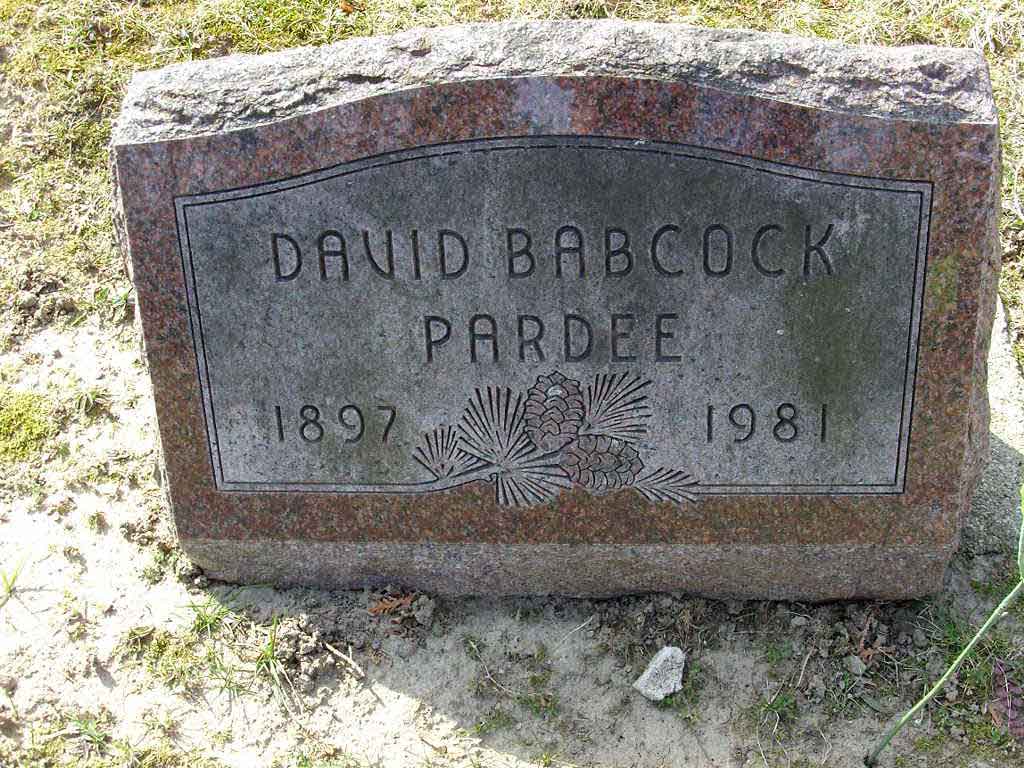 DAVID BABCOCK
PARDEE
1897 1981